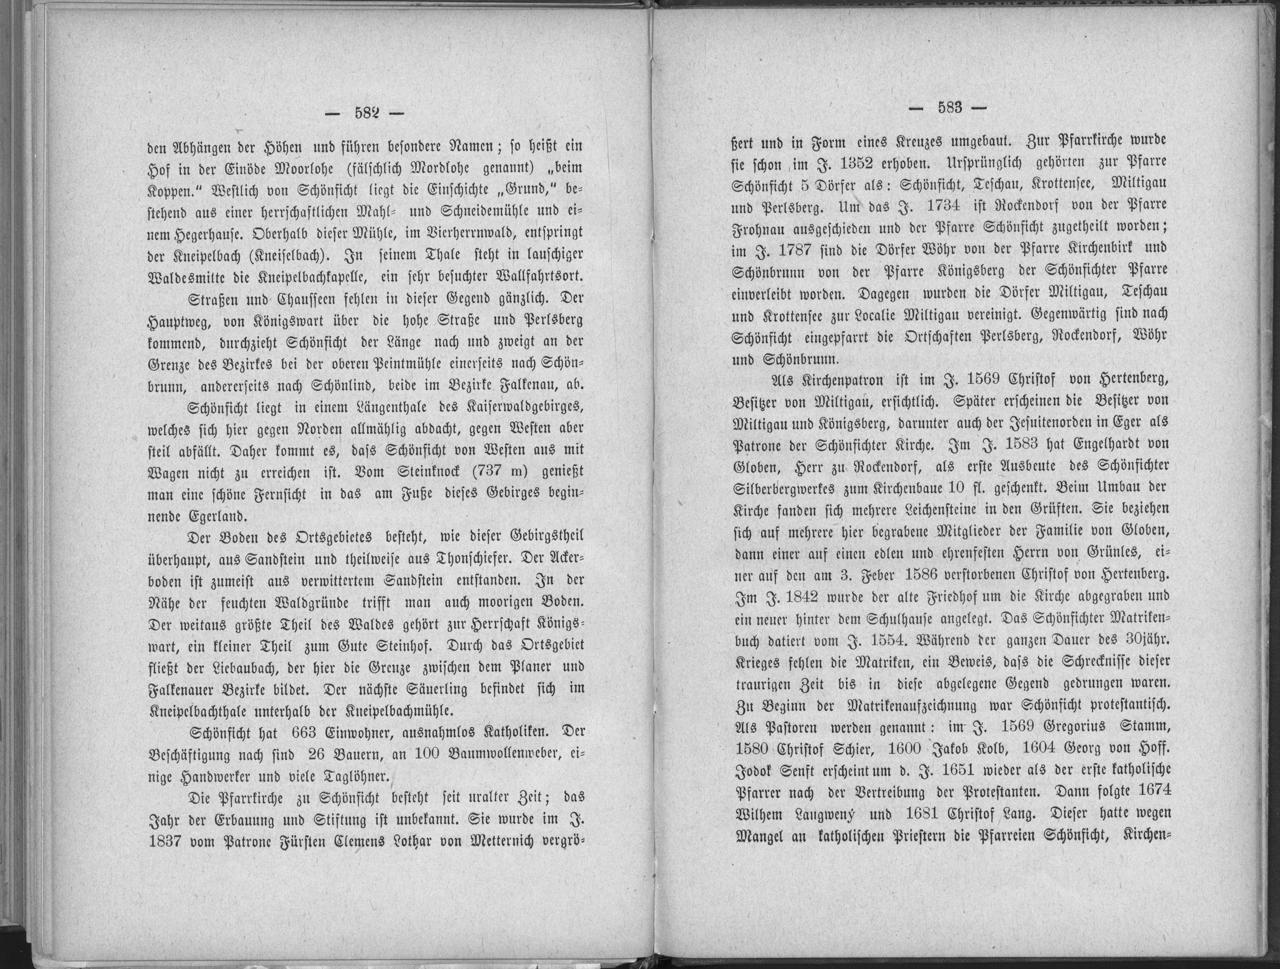 — 582 —
den Abhängen der Höhen und führen besondere Namen; so heißt ein
Hof in der Einöde Moorlohe (fälschlich Mordlohe genannt) „beim
Koppen.“ Westlich von Schönficht liegt die Einschichte „Grund,“ be-
stehend aus einer herrschaftlichen Mahl- und Schneidemühle und ei-
nem Hegerhause. Oberhalb dieser Mühle, im Vierherrnwald, entspringt
der Kneipelbach (Kneiselbach). In seinem Thale steht in lauschiger
Waldesmitte die Kneipelbachkapelle, ein sehr besuchter Wallfahrtsort.
Straßen und Chausseen fehlen in dieser Gegend gänzlich. Der
Hauptweg, von Königswart über die hohe Straße und Perlsberg
kommend, durchzieht Schönficht der Länge nach und zweigt an der
Grenze des Bezirkes bei der oberen Peintmühle einerseits nach Schön-
brunn, andererseits nach Schönlind, beide im Bezirke Falkenau, ab.
Schönficht liegt in einem Längenthale des Kaiserwaldgebirges,
welches sich hier gegen Norden allmählig abdacht, gegen Westen aber
steil abfällt. Daher kommt es, dass Schönficht von Westen aus mit
Wagen nicht zu erreichen ist. Vom Steinknock (737 m) genießt
man eine schöne Fernsicht in das am Fuße dieses Gebirges begin-
nende Egerland.
Der Boden des Ortsgebietes besteht, wie dieser Gebirgstheil
überhaupt, aus Sandstein und theilweise aus Thonschiefer. Der Acker-
boden ist zumeist aus verwittertem Sandstein entstanden. In der
Nähe der feuchten Waldgründe trifft man auch moorigen Boden.
Der weitaus größte Theil des Waldes gehört zur Herrschaft Königs-
wart, ein kleiner Theil zum Gute Steinhof. Durch das Ortsgebiet
fließt der Liebaubach, der hier die Grenze zwischen dem Planer und
Falkenauer Bezirke bildet. Der nächste Säuerling befindet sich im
Kneipelbachthale unterhalb der Kneipelbachmühle.
Schönficht hat 663 Einwohner, ausnahmlos Katholiken. Der
Beschäftigung nach sind 26 Bauern, an 100 Baumwollenweber, ei-
nige Handwerker und viele Taglöhner.
Die Pfarrkirche zu Schönficht besteht seit uralter Zeit; das
Jahr der Erbauung und Stiftung ist unbekannt. Sie wurde im J.
1837 vom Patrone Fürsten Clemens Lothar von Metternich vergrö-
— 583 —
ßert und in Form eines Kreuzes umgebaut. Zur Pfarrkirche wurde
sie schon im J. 1352 erhoben. Ursprünglich gehörten zur Pfarre
Schönficht 5 Dörfer als: Schönficht, Teschau, Krottensee, Miltigau
und Perlsberg. Um das J. 1734 ist Rockendorf von der Pfarre
Frohnau ausgeschieden und der Pfarre Schönficht zugetheilt worden;
im J. 1787 sind die Dörfer Wöhr von der Pfarre Kirchenbirk und
Schönbrunn von der Pfarre Königsberg der Schönfichter Pfarre
einverleibt worden. Dagegen wurden die Dörfer Miltigau, Teschau
und Krottensee zur Localie Miltigau vereinigt. Gegenwärtig sind nach
Schönficht eingepfarrt die Ortschaften Perlsberg, Rockendorf, Wöhr
und Schönbrunn.
Als Kirchenpatron ist im J. 1569 Christof von Hertenberg,
Besitzer von Miltigau, ersichtlich. Später erscheinen die Besitzer von
Miltigau und Königsberg, darunter auch der Jesuitenorden in Eger als
Patrone der Schönfichter Kirche. Im J. 1583 hat Engelhardt von
Globen, Herr zu Rockendorf, als erste Ausbeute des Schönfichter
Silberbergwerkes zum Kirchenbaue 10 fl. geschenkt. Beim Umbau der
Kirche fanden sich mehrere Leichensteine in den Grüften. Sie beziehen
sich auf mehrere hier begrabene Mitglieder der Familie von Globen,
dann einer auf einen edlen und ehrenfesten Herrn von Grünles, ei-
ner auf den am 3. Feber 1586 verstorbenen Christof von Hertenberg.
Im J. 1842 wurde der alte Friedhof um die Kirche abgegraben und
ein neuer hinter dem Schulhause angelegt. Das Schönfichter Matriken-
buch datiert vom J. 1554. Während der ganzen Dauer des 30jähr.
Krieges fehlen die Matriken, ein Beweis, dass die Schrecknisse dieser
traurigen Zeit bis in diese abgelegene Gegend gedrungen waren.
Zu Beginn der Matrikenaufzeichnung war Schönficht protestantisch.
Als Pastoren werden genannt: im J. 1569 Gregorius Stamm,
1580 Christof Schier, 1600 Jakob Kolb, 1604 Georg von Hoff.
Jodok Senft erscheint um d. J. 1651 wieder als der erste katholische
Pfarrer nach der Vertreibung der Protestanten. Dann folgte 1674
Wilhem Langweny und 1681 Christof Lang. Dieser hatte wegen
Mangel an katholischen Priestern die Pfarreien Schönficht, Kirchen-